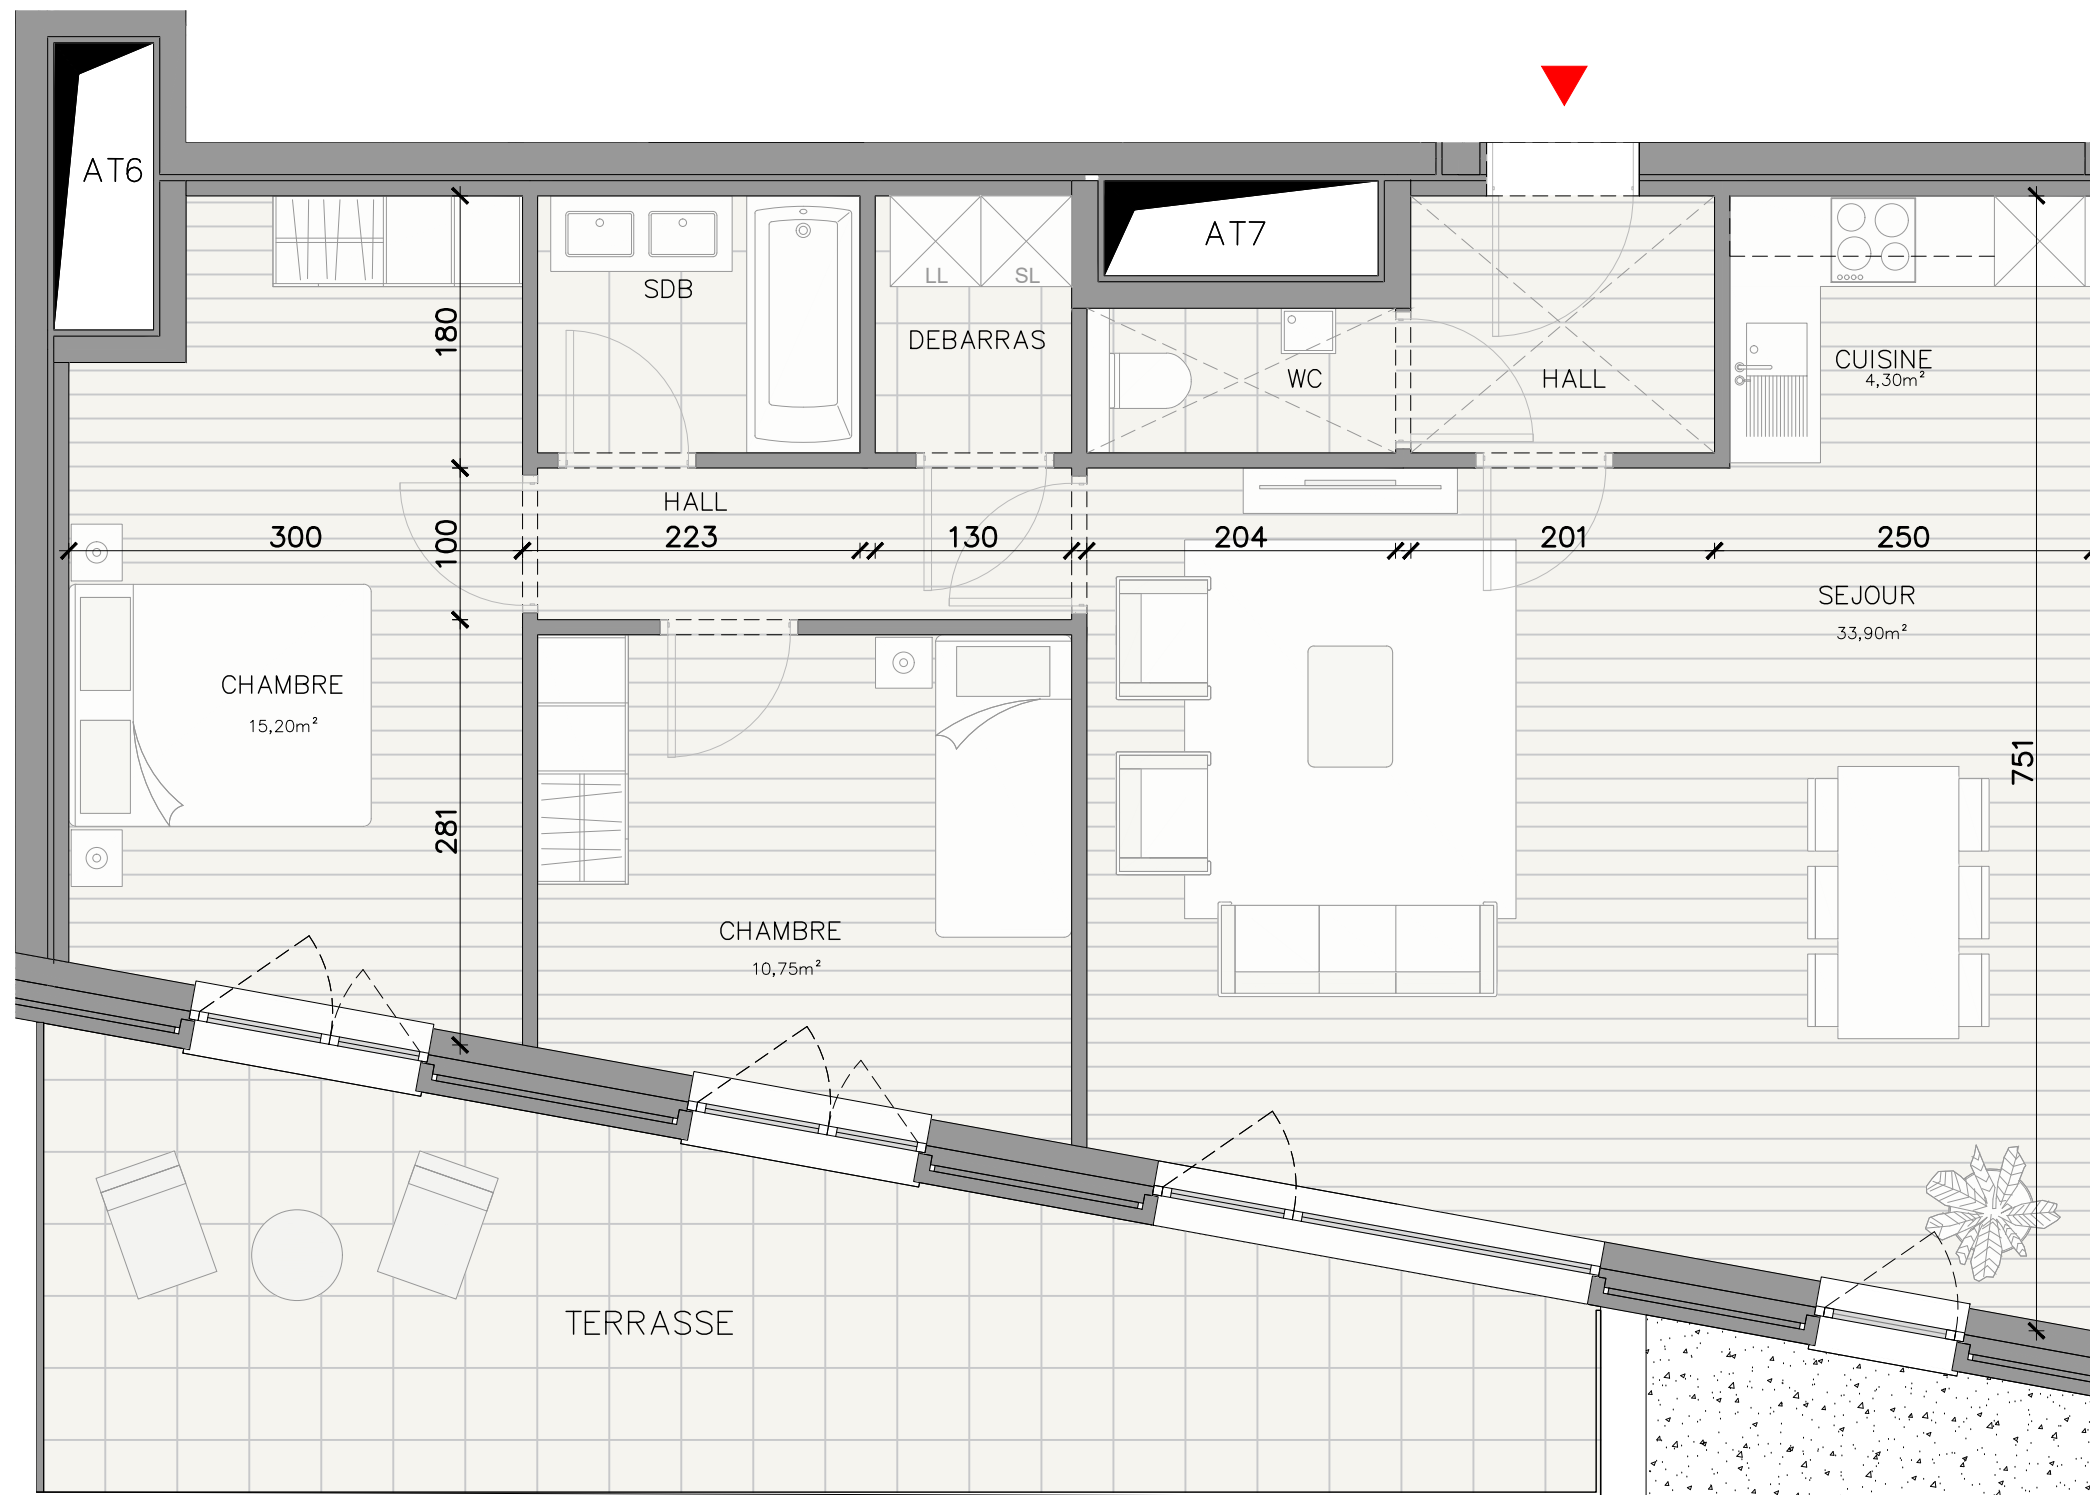 AT6
AT7
SDB
LL
SL
DEBARRAS
WC
HALL
CUISINE
4,30m²
180
HALL
100
300
223
130
204
201
250
SEJOUR
33,90m²
CHAMBRE
15,20m²
751
281
CHAMBRE
10,75m²
TERRASSE